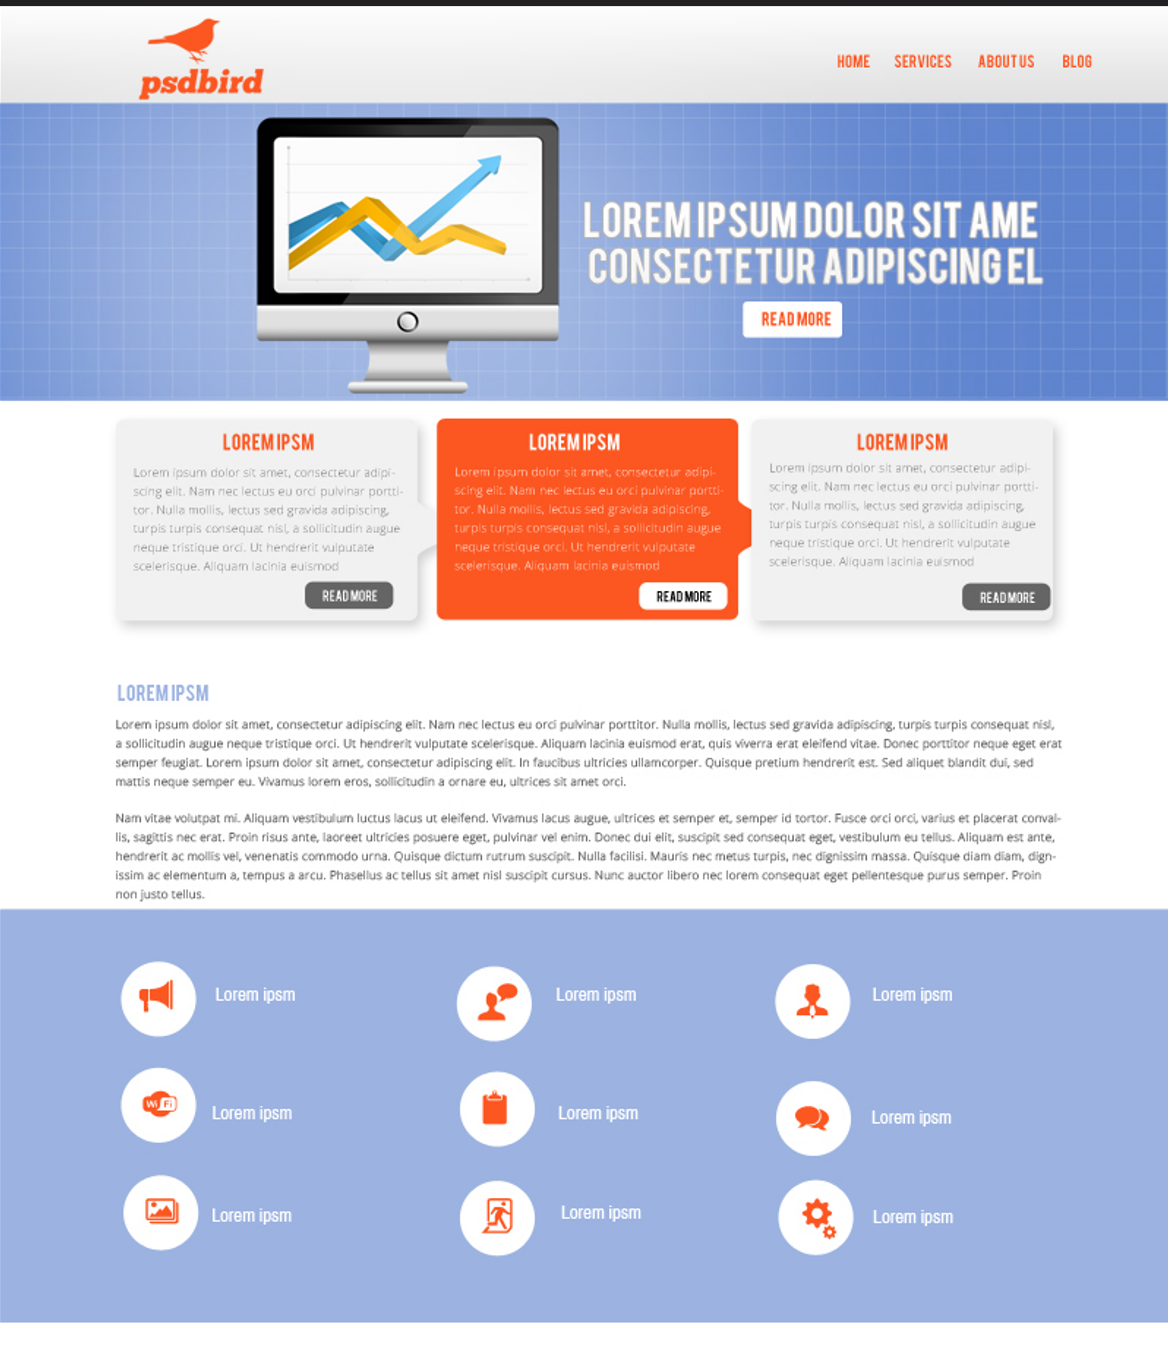 psdbird
HOME SERVICES ABOUT US BLOG
LOREM IPSUM DOLOR SIT AME
CONSECTETUR ADIPISCING EL
READ MORE
LOREM IPSM
Lorem ipsum dolor sit amet, consectetur adipi-
scing elit. Nam nec lectus eu orci pulvinar portti-
tor. Nulla mollis, lectus sed gravida adipiscing,
turpis turpis consequat nisl, a sollicitudin augue
neque tristique orci. Ut hendrerit vulputate
scelerisque. Aliquam lacinia euismod
READ MORE
LOREM IPSM
Lorem ipsum dolor sit amet, consectetur adipi-
scing elit. Nam nec lectus eu orci pulvinar portti-
tor. Nulla mollis, lectus sed gravida adipiscing,
turpis turpis consequat nisl, a sollicitudin augue
neque tristique orci. Ut hendrerit vulputate
scelerisque. Aliquam lacinia euismod
READ MORE
LOREM IPSM
Lorem ipsum dolor sit amet, consectetur adipi-
scing elit. Nam nec lectus eu orci pulvinar portti-
tor. Nulla mollis, lectus sed gravida adipiscing,
turpis turpis consequat nisl, a sollicitudin augue
neque tristique orci. Ut hendrerit vulputate
scelerisque. Aliquam lacinia euismod
READ MORE
LOREM IPSM
Lorem ipsum dolor sit amet, consectetur adipiscing elit. Nam nec lectus eu orci pulvinar porttitor. Nulla mollis, lectus sed gravida adipiscing, turpis turpis consequat nisl,
a sollicitudin augue neque tristique orci. Ut hendrerit vulputate scelerisque. Aliquam lacinia euismod erat, quis viverra erat eleifend vitae. Donec porttitor neque eget erat
semper feugiat. Lorem ipsum dolor sit amet, consectetur adipiscing elit. In faucibus ultricies ullamcorper. Quisque pretium hendrerit est. Sed aliquet blandit dui, sed
mattis neque semper eu. Vivamus lorem eros, sollicitudin a ornare eu, ultrices sit amet orci.
Nam vitae volutpat mi. Aliquam vestibulum luctus lacus ut eleifend. Vivamus lacus augue, ultrices et semper et, semper id tortor. Fusce orci orci, varius et placerat conval-
lis, sagittis nec erat. Proin risus ante, laoreet ultricies posuere eget, pulvinar vel enim. Donec dui elit, suscipit sed consequat eget, vestibulum eu tellus. Aliquam est ante,
hendrerit ac mollis vel, venenatis commodo urna. Quisque dictum rutrum suscipit. Nulla facilisi. Mauris nec metus turpis, nec dignissim massa. Quisque diam diam, dign-
issim ac elementum a, tempus a arcu. Phasellus ac tellus sit amet nisl suscipit cursus. Nunc auctor libero nec lorem consequat eget pellentesque purus semper. Proin
non justo tellus.
Lorem ipsm
Lorem ipsm
Lorem ipsm
Wi Fi
Lorem ipsm
Lorem ipsm
Lorem ipsm
Lorem ipsm
Lorem ipsm
Lorem ipsm